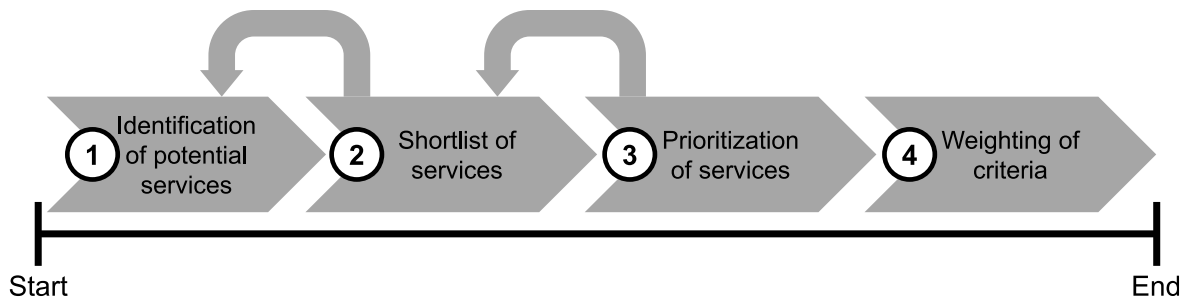 1
Identification
of potential
services
2
Shortlist of
services
3
Prioritization
of services
4
Weighting of
criteria
Start
End